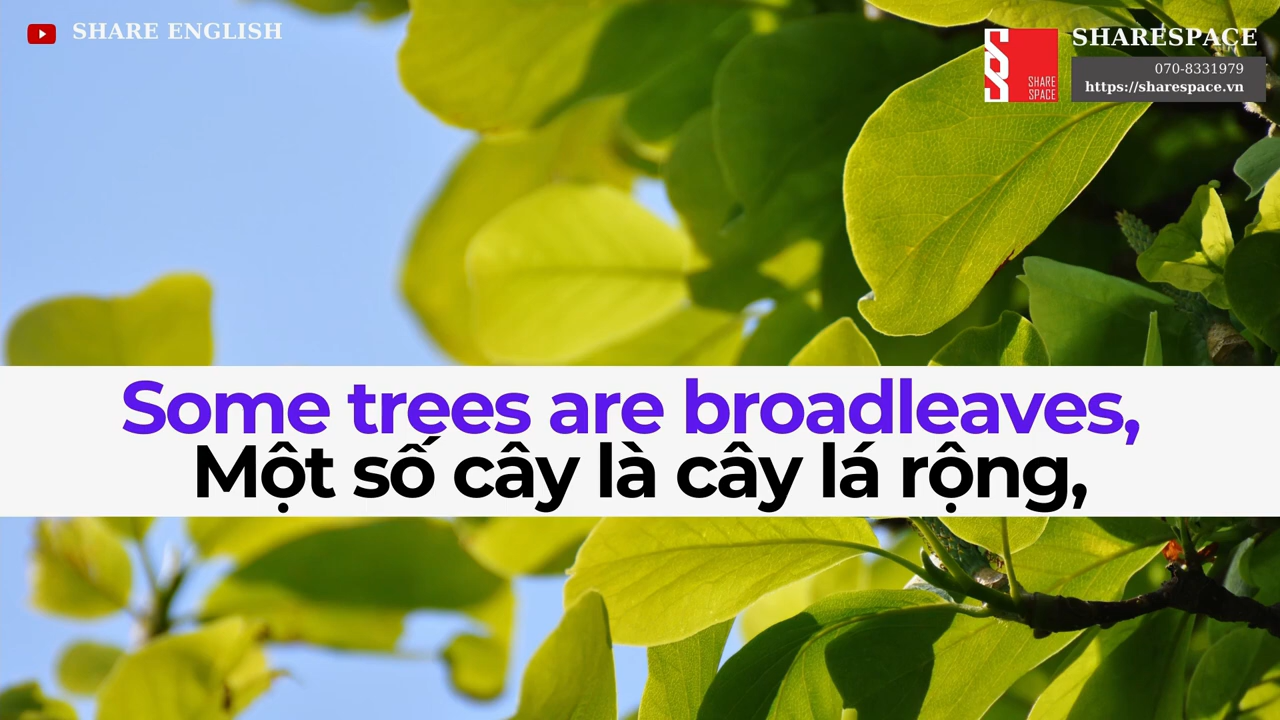 SHARE ENGLISH
SHARESPACE
070-8331979
https://sharespace.vn
SHARE
SPACE
Some trees are broadleaves,
Một số cây là cây lá rộng,